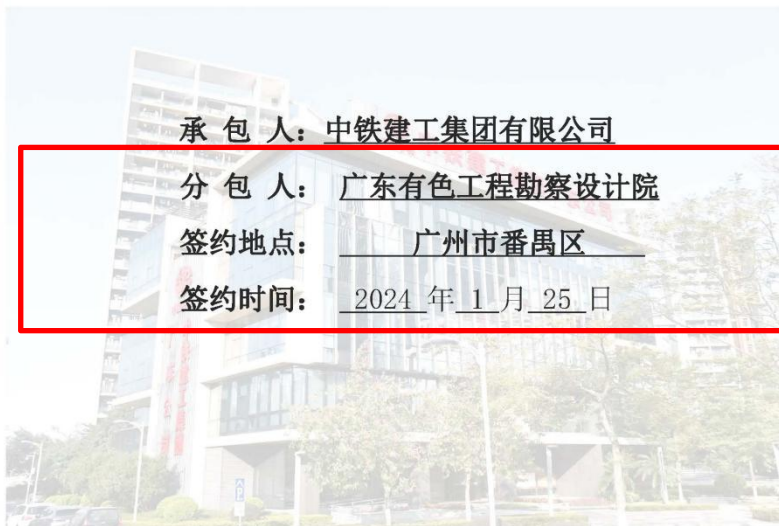 承 包 人：中铁建工集团有限公司
分 包 人： 广东有色工程勘察设计院
签约地点： 广州市番禺区
签约时间： 2024 年 1 月 25 日